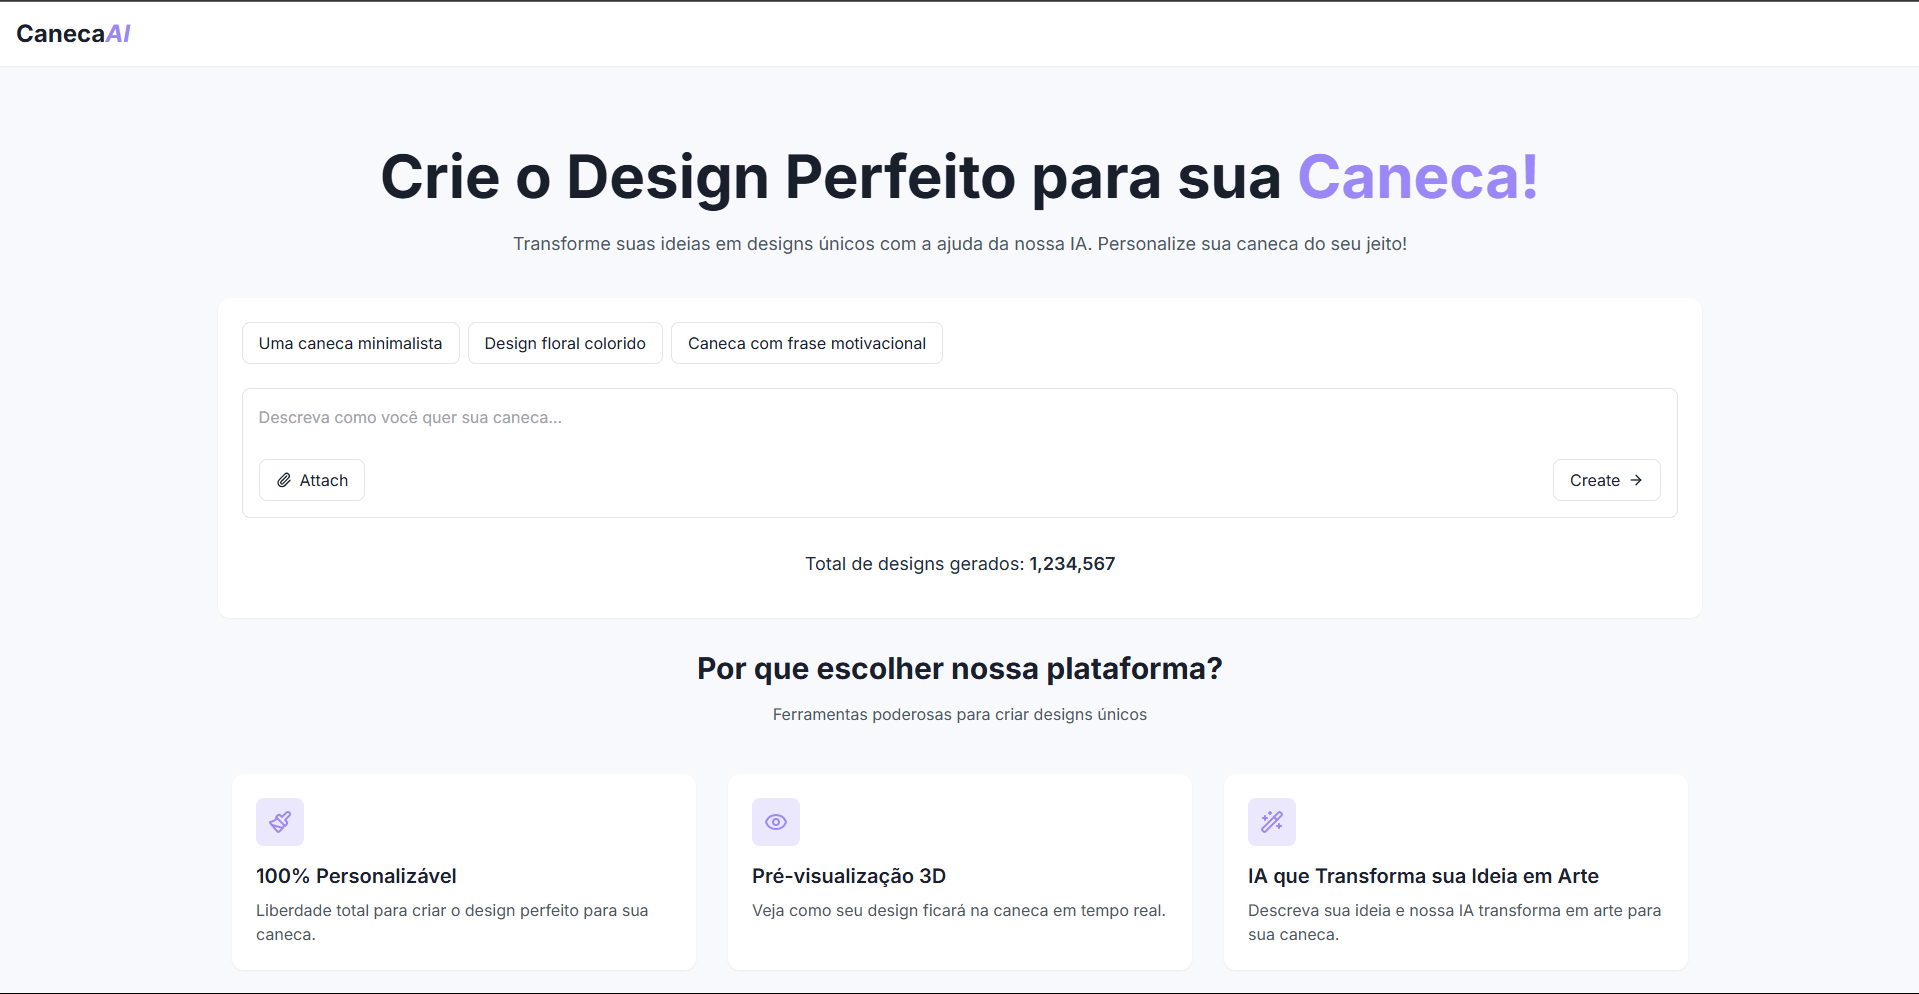 CanecaAI
Crie o Design Perfeito para sua Caneca!
Transforme suas ideias em designs únicos com a ajuda da nossa IA. Personalize sua caneca do seu jeito!
Uma caneca minimalista
Design floral colorido
Caneca com frase motivacional
Descreva como você quer sua caneca...
Attach
Create
Total de designs gerados: 1,234,567
Por que escolher nossa plataforma?
Ferramentas poderosas para criar designs únicos
100% Personalizável
Liberdade total para criar o design perfeito para sua
caneca.
Pré-visualização 3D
Veja como seu design ficará na caneca em tempo real.
IA que Transforma sua Ideia em Arte
Descreva sua ideia e nossa IA transforma em arte para
sua caneca.